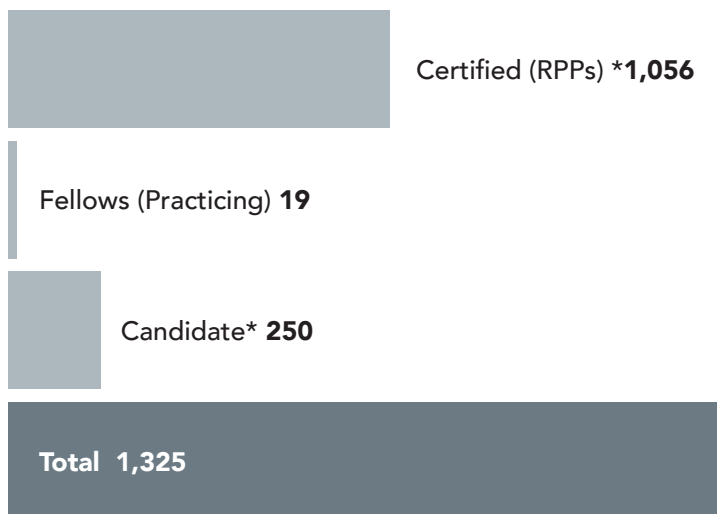 Certified (RPPs) *1,056
Fellows (Practicing) 19
Candidate* 250
Total 1,325